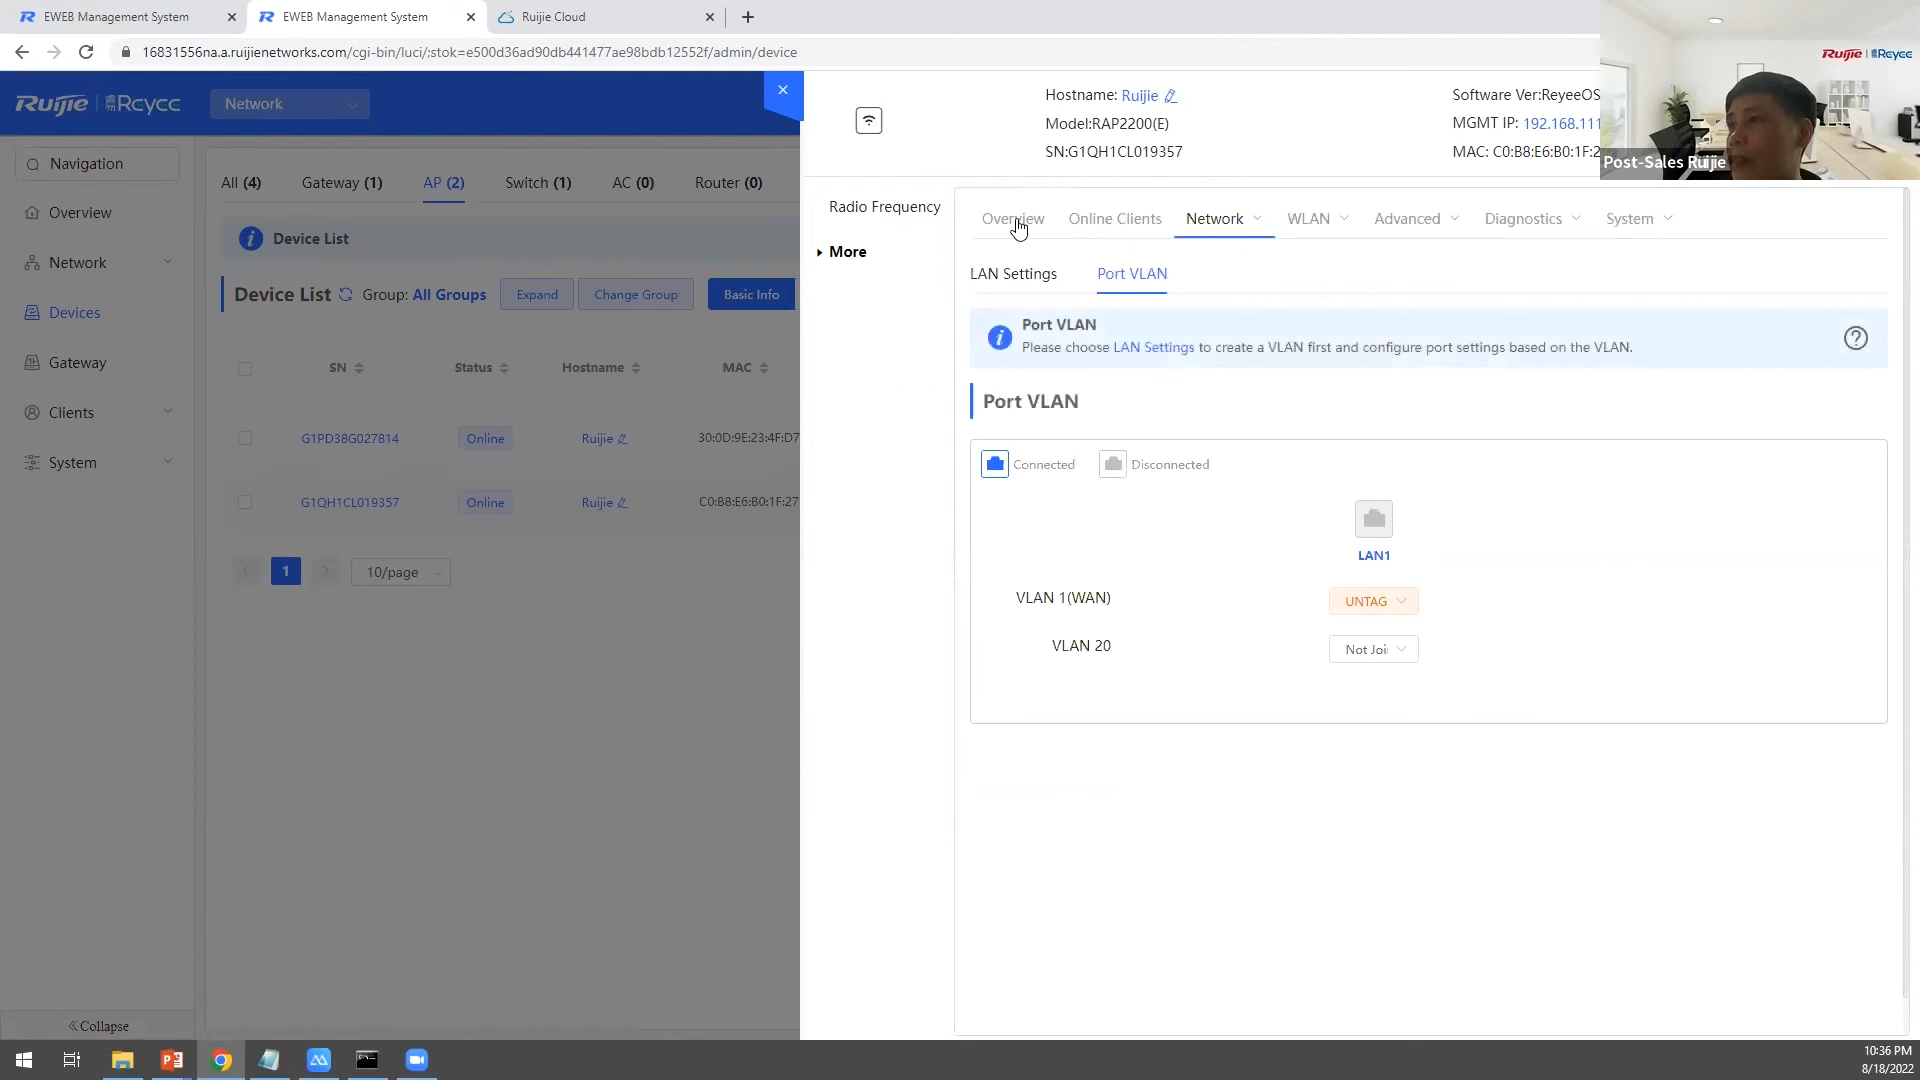 EWEB Management System
EWEB Management System
Ruijie Cloud
16831556na.a.ruijienetworks.com/cgi-bin/luci/;stok=e500d36ad90db441477ae98bdb12552f/admin/device
Ruijie | Reyee
Network
Hostname: Ruijie
Model:RAP2200(E)
SN:G1QH1CL019357
Software Ver:ReyeeOS
MGMT IP: 192.168.111
MAC: C0:B8:E6:B0:1F:2
Ruijie | Reyee
Post-Sales Ruijie
Navigation
Overview
Network
Devices
Gateway
Clients
System
Collapse
All (4)
Gateway (1)
AP (2)
Switch (1)
AC (0)
Router (0)
Device List
Device List
Group: All Groups
Expand
Change Group
Basic Info
SN
Status
Hostname
MAC
G1PD38G027814
Online
Ruijie
30:0D:9E:23:4F:D7
G1QH1CL019357
Online
Ruijie
C0:B8:E6:B0:1F:27
1
10/page
Radio Frequency
More
Overview
Online Clients
Network
WLAN
Advanced
Diagnostics
System
LAN Settings
Port VLAN
Port VLAN
Please choose LAN Settings to create a VLAN first and configure port settings based on the VLAN.
Port VLAN
Connected
Disconnected
LAN1
VLAN 1(WAN)
UNTAG
VLAN 20
Not Joi
10:36 PM
8/18/2022